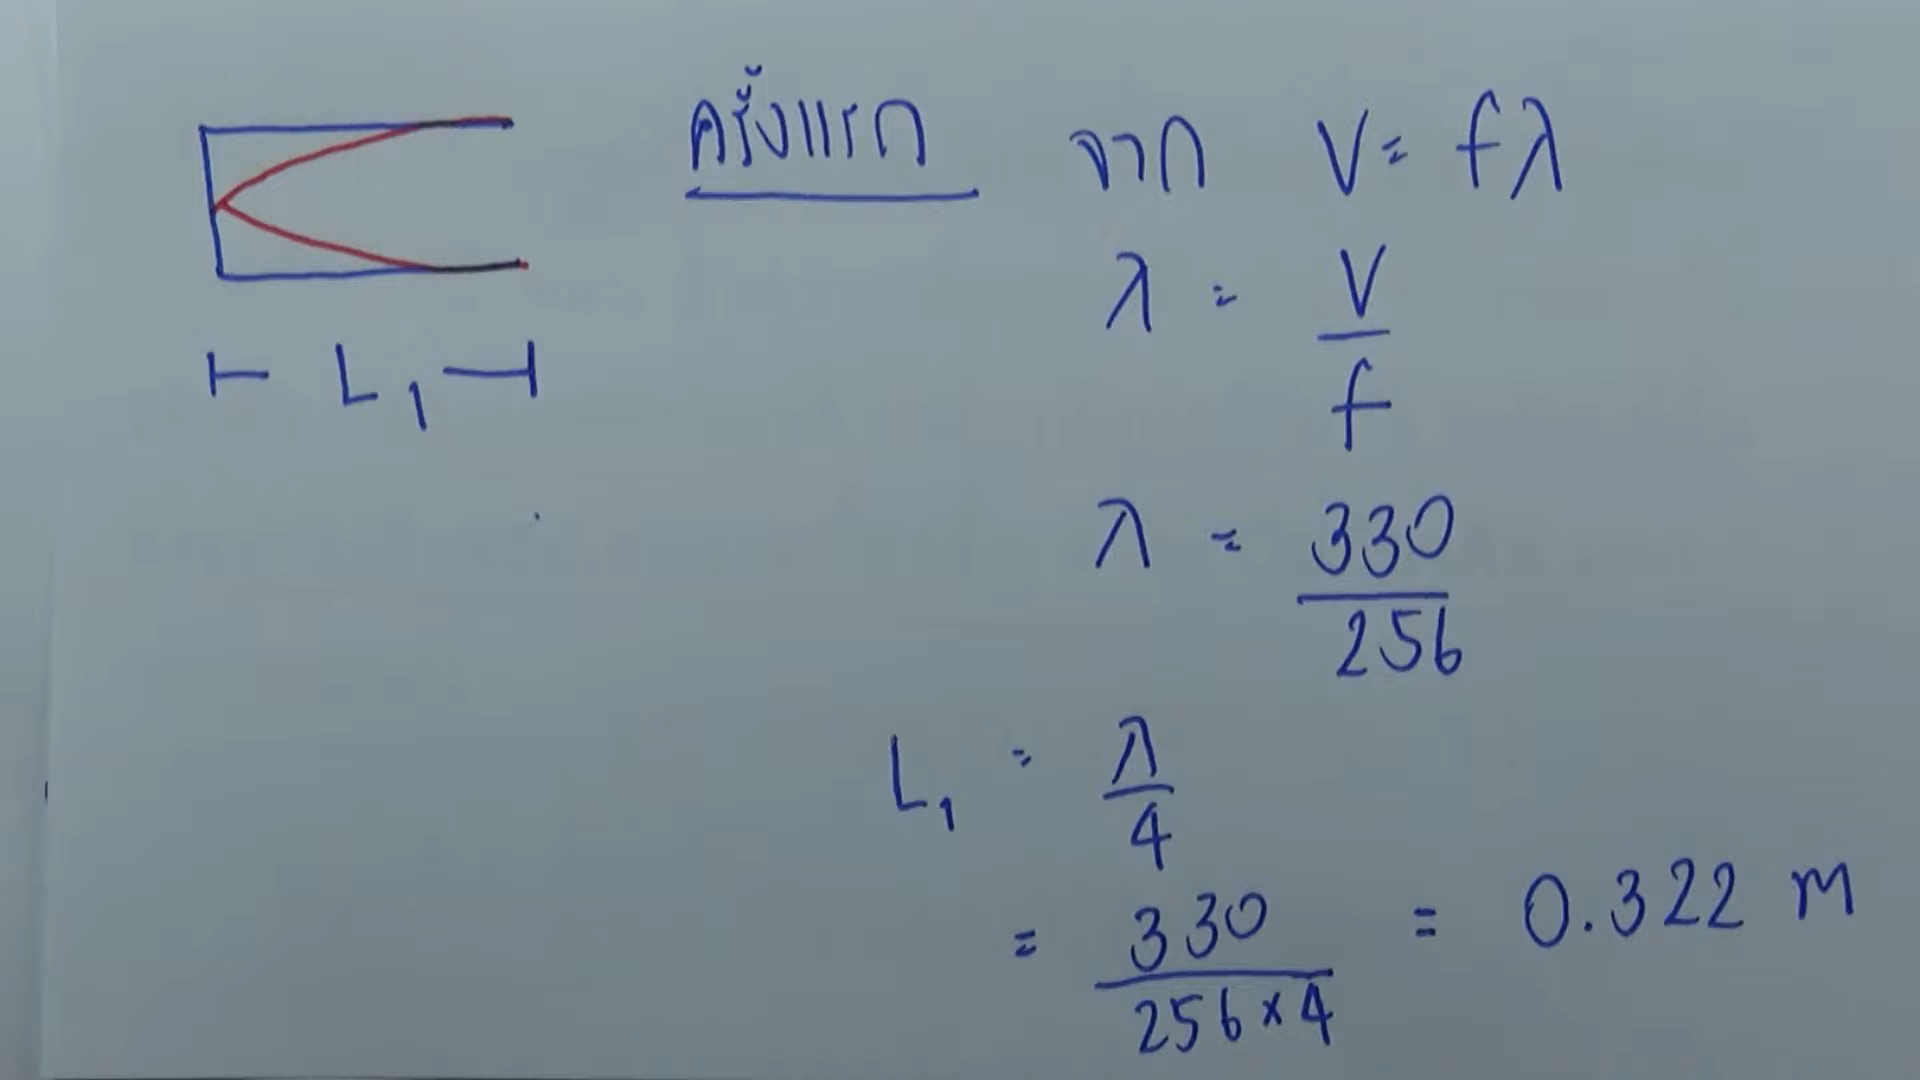 ครั้งแรก จาก V = fλ
λ = V/f
L₁
λ = 330/256
L₁ = λ/4
= 330/256×4 = 0.322 m